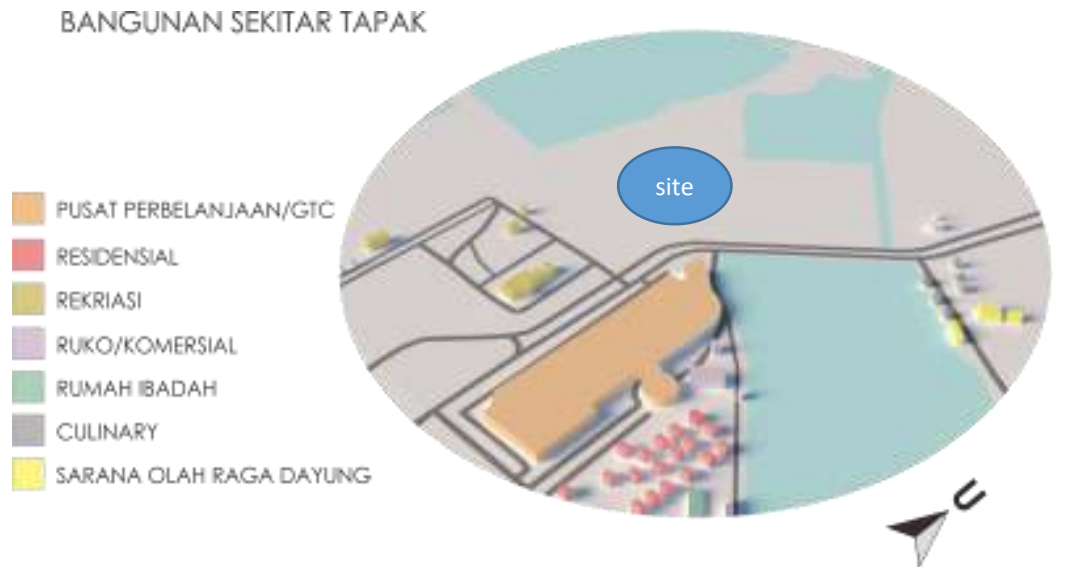 BANGUNAN SEKITAR TAPAK
site
PUSAT PERBELANJAAN/GTC
RESIDENSIAL
REKRIASI
RUKO/KOMERSIAL
RUMAH IBADAH
CULINARY
SARANA OLAH RAGA DAYUNG
U